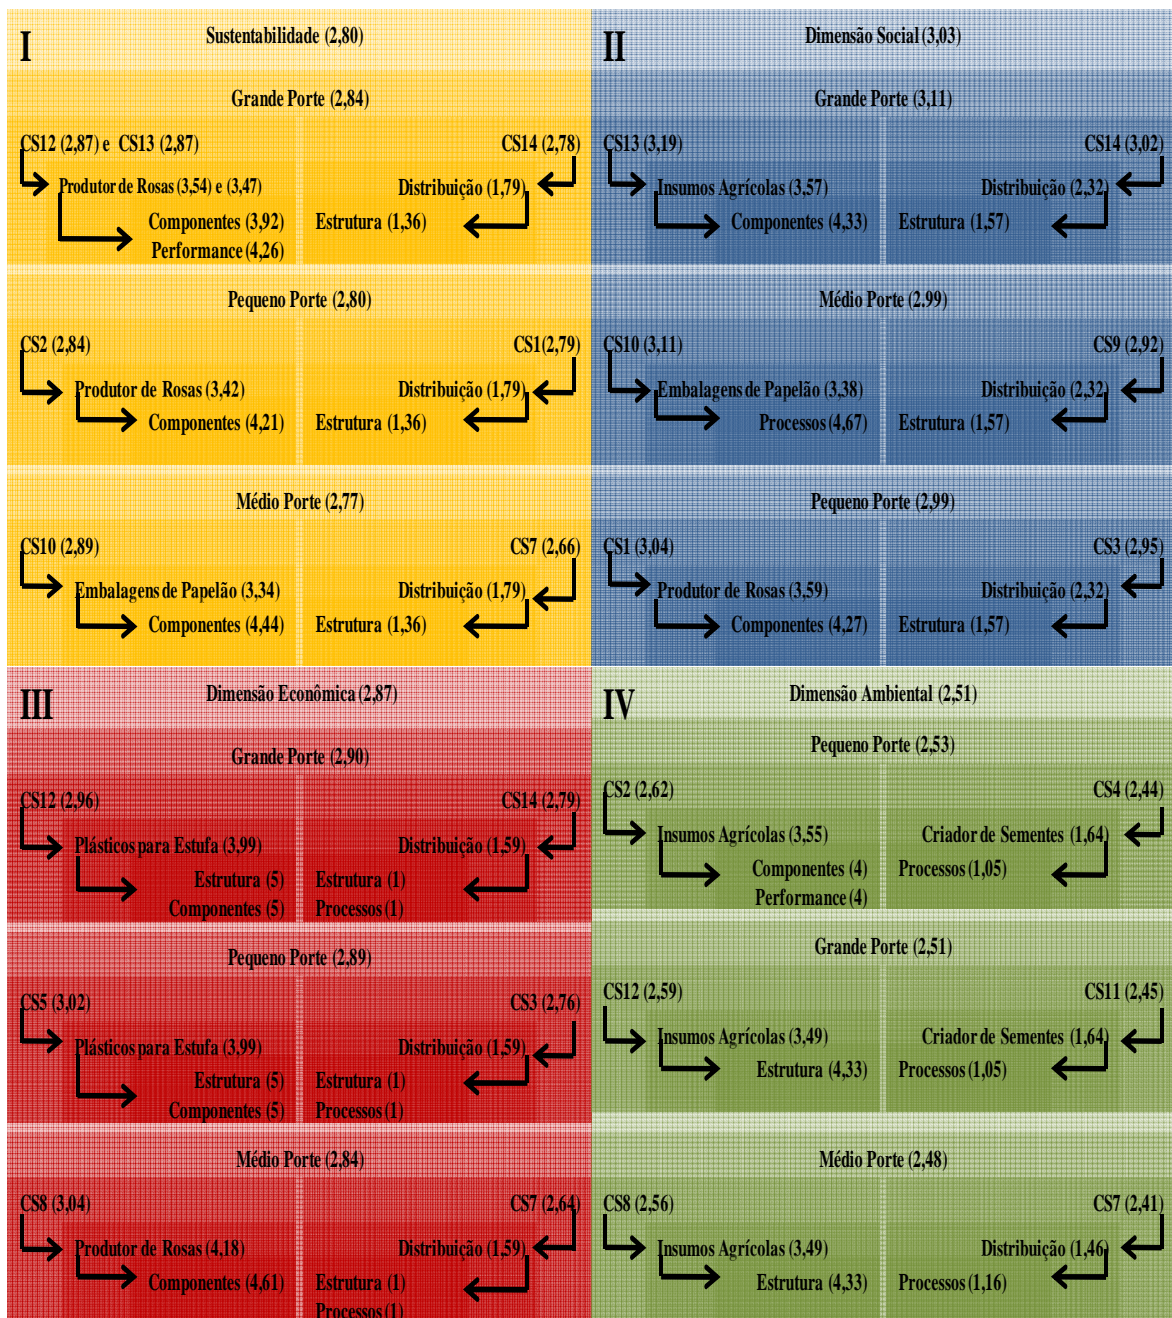 I
Sustentabilidade (2,80)
Grande Porte (2,84)
CS12 (2,87) e CS13 (2,87)
CS14 (2,78)
Produtor de Rosas (3,54) e (3,47)
Distribuição (1,79)
Componentes (3,92)
Estrutura (1,36)
Performance (4,26)
Pequeno Porte (2,80)
CS2 (2,84)
CS1(2,79)
Produtor de Rosas (3,42)
Distribuição (1,79)
Componentes (4,21)
Estrutura (1,36)
Médio Porte (2,77)
CS10 (2,89)
CS7 (2,66)
Embalagens de Papelão (3,34)
Distribuição (1,79)
Componentes (4,44)
Estrutura (1,36)
II
Dimensão Social (3,03)
Grande Porte (3,11)
CS13 (3,19)
CS14 (3,02)
Insumos Agrícolas (3,57)
Distribuição (2,32)
Componentes (4,33)
Estrutura (1,57)
Médio Porte (2,99)
CS10 (3,11)
CS9 (2,92)
Embalagens de Papelão (3,38)
Distribuição (2,32)
Processos (4,67)
Estrutura (1,57)
Pequeno Porte (2,99)
CS1 (3,04)
CS3 (2,95)
Produtor de Rosas (3,59)
Distribuição (2,32)
Componentes (4,27)
Estrutura (1,57)
III
Dimensão Econômica (2,87)
Grande Porte (2,90)
CS12 (2,96)
CS14 (2,79)
Plásticos para Estufa (3,99)
Distribuição (1,59)
Estrutura (5)
Estrutura (1)
Componentes (5)
Processos (1)
Pequeno Porte (2,89)
CS5 (3,02)
CS3 (2,76)
Plásticos para Estufa (3,99)
Distribuição (1,59)
Estrutura (5)
Estrutura (1)
Componentes (5)
Processos (1)
Médio Porte (2,84)
CS8 (3,04)
CS7 (2,64)
Produtor de Rosas (4,18)
Distribuição (1,59)
Componentes (4,61)
Estrutura (1)
Processos (1)
IV
Dimensão Ambiental (2,51)
Pequeno Porte (2,53)
CS2 (2,62)
CS4 (2,44)
Insumos Agrícolas (3,55)
Criador de Sementes (1,64)
Componentes (4)
Processos (1,05)
Performance (4)
Grande Porte (2,51)
CS12 (2,59)
CS11 (2,45)
Insumos Agrícolas (3,49)
Criador de Sementes (1,64)
Estrutura (4,33)
Processos (1,05)
Médio Porte (2,48)
CS8 (2,56)
CS7 (2,41)
Insumos Agrícolas (3,49)
Distribuição (1,46)
Estrutura (4,33)
Processos (1,16)